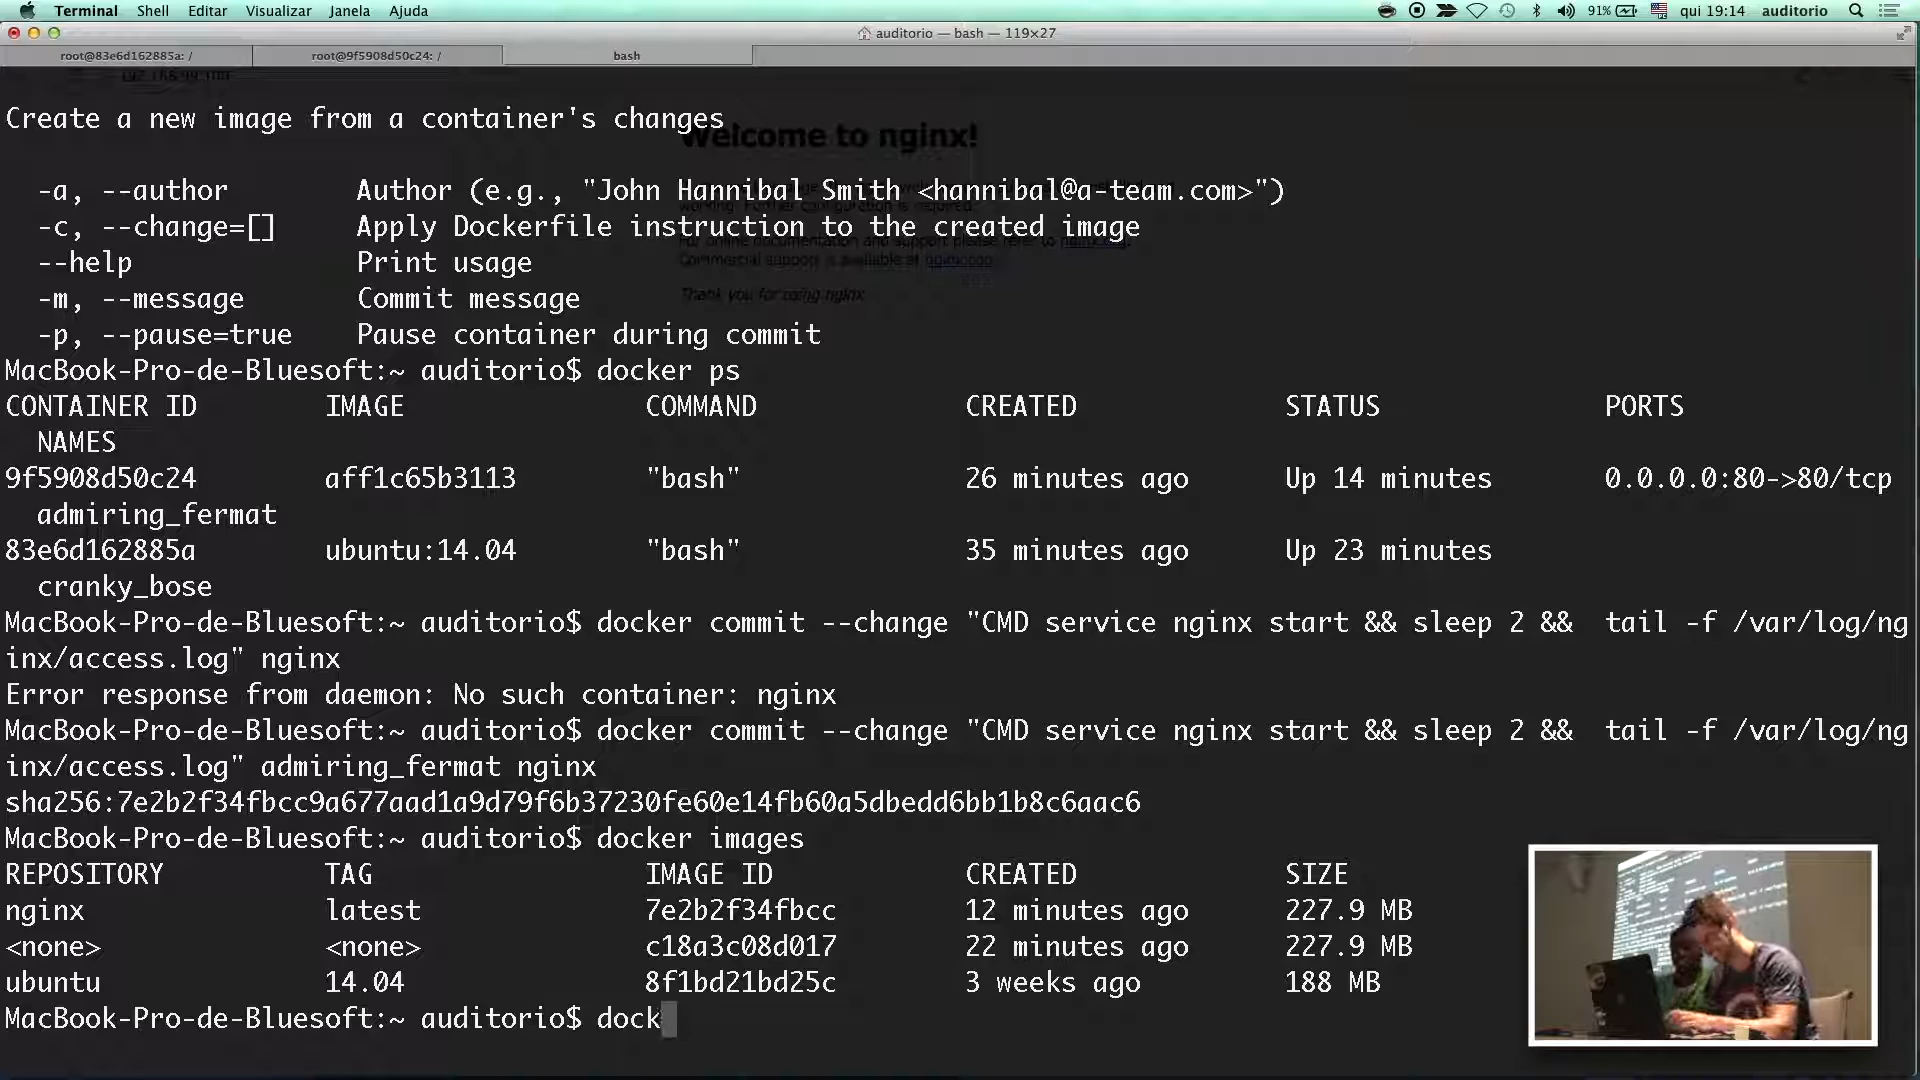 Terminal Shell Editar Visualizar Janela Ajuda 91% qui 19:14 auditorio
auditorio — bash — 119×27
root@83e6d162885a: / root@9f5908d50c24: / bash
Create a new image from a container's changes
Welcome to nginx!
-a, --author Author (e.g., "John Hannibal Smith <hannibal@a-team.com>")
-c, --change=[] Apply Dockerfile instruction to the created image
--help Print usage
-m, --message Commit message
Thank you for using nginx
-p, --pause=true Pause container during commit
MacBook-Pro-de-Bluesoft:~ auditorio$ docker ps
CONTAINER ID IMAGE COMMAND CREATED STATUS PORTS
NAMES
9f5908d50c24 aff1c65b3113 "bash" 26 minutes ago Up 14 minutes 0.0.0.0:80->80/tcp
admiring_fermat
83e6d162885a ubuntu:14.04 "bash" 35 minutes ago Up 23 minutes
cranky_bose
MacBook-Pro-de-Bluesoft:~ auditorio$ docker commit --change "CMD service nginx start && sleep 2 &&  tail -f /var/log/ng
inx/access.log" nginx
Error response from daemon: No such container: nginx
MacBook-Pro-de-Bluesoft:~ auditorio$ docker commit --change "CMD service nginx start && sleep 2 &&  tail -f /var/log/ng
inx/access.log" admiring_fermat nginx
sha256:7e2b2f34fbcc9a677aad1a9d79f6b37230fe60e14fb60a5dbedd6bb1b8c6aac6
MacBook-Pro-de-Bluesoft:~ auditorio$ docker images
REPOSITORY TAG IMAGE ID CREATED SIZE
nginx latest 7e2b2f34fbcc 12 minutes ago 227.9 MB
<none> <none> c18a3c08d017 22 minutes ago 227.9 MB
ubuntu 14.04 8f1bd21bd25c 3 weeks ago 188 MB
MacBook-Pro-de-Bluesoft:~ auditorio$ dock